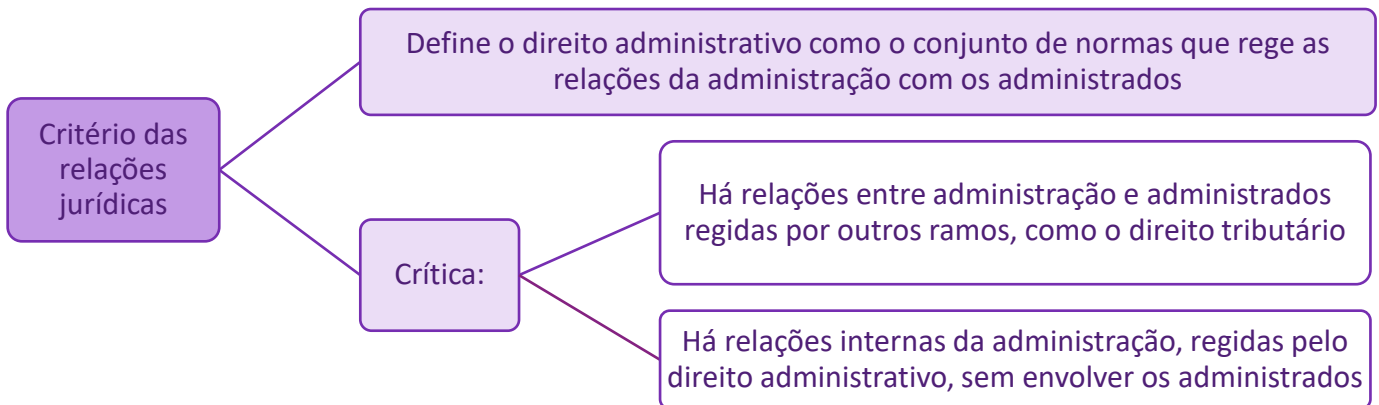 Define o direito administrativo como o conjunto de normas que rege as
relações da administração com os administrados
Critério das
relações
jurídicas
Há relações entre administração e administrados
regidas por outros ramos, como o direito tributário
Crítica:
Há relações internas da administração, regidas pelo
direito administrativo, sem envolver os administrados